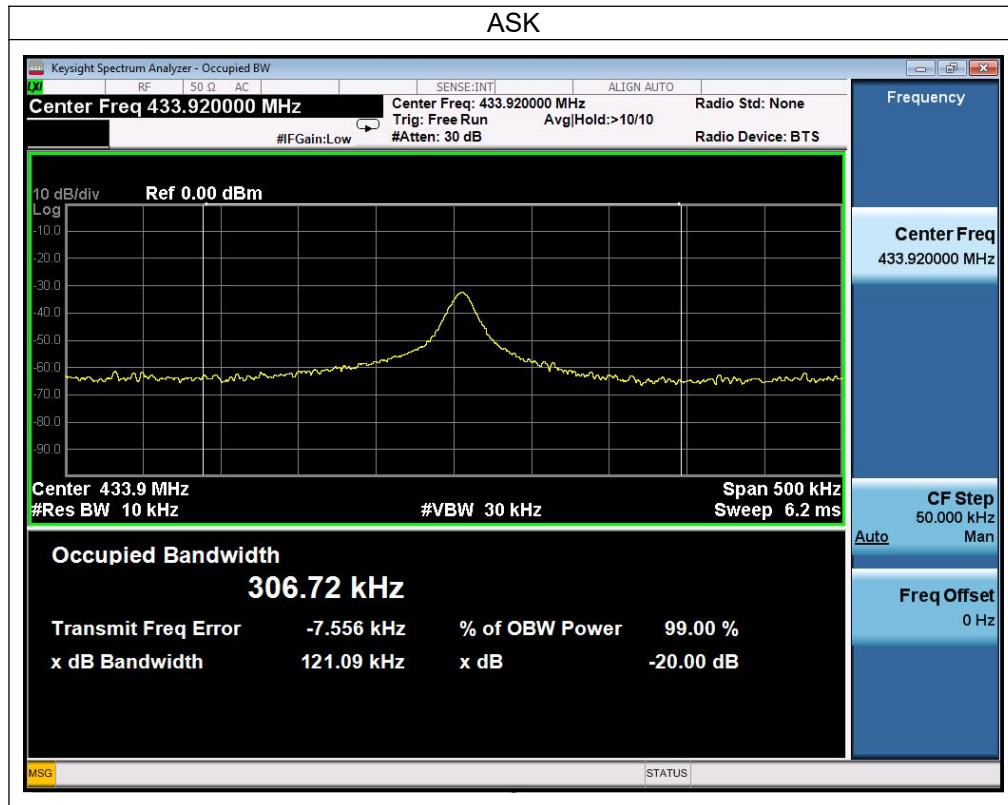 ASK
Keysight Spectrum Analyzer - Occupied BW
LXI RF 50 Ω AC SENSE:INT ALIGN AUTO
Center Freq 433.920000 MHz
Center Freq: 433.920000 MHz Radio Std: None
Trig: Free Run Avg|Hold:>10/10
#IFGain:Low #Atten: 30 dB Radio Device: BTS
10 dB/div Ref 0.00 dBm
Log
-10.0
-20.0
-30.0
-40.0
-50.0
-60.0
-70.0
-80.0
-90.0
Center 433.9 MHz Span 500 kHz
#Res BW 10 kHz #VBW 30 kHz Sweep 6.2 ms
Occupied Bandwidth
306.72 kHz
Transmit Freq Error -7.556 kHz % of OBW Power 99.00 %
x dB Bandwidth 121.09 kHz x dB -20.00 dB
Frequency
Center Freq
433.920000 MHz
CF Step
50.000 kHz
Auto Man
Freq Offset
0 Hz
MSG STATUS